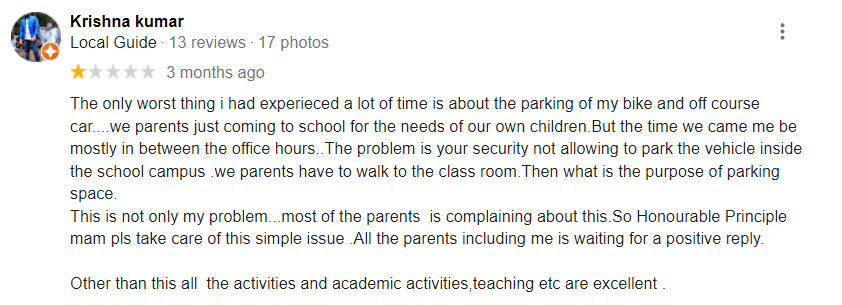 Krishna kumar
Local Guide · 13 reviews · 17 photos
3 months ago
The only worst thing i had experieced a lot of time is about the parking of my bike and off course
car....we parents just coming to school for the needs of our own children.But the time we came me be
mostly in between the office hours..The problem is your security not allowing to park the vehicle inside
the school campus .we parents have to walk to the class room.Then what is the purpose of parking
space.
This is not only my problem...most of the parents  is complaining about this.So Honourable Principle
mam pls take care of this simple issue .All the parents including me is waiting for a positive reply.
Other than this all  the activities and academic activities,teaching etc are excellent .